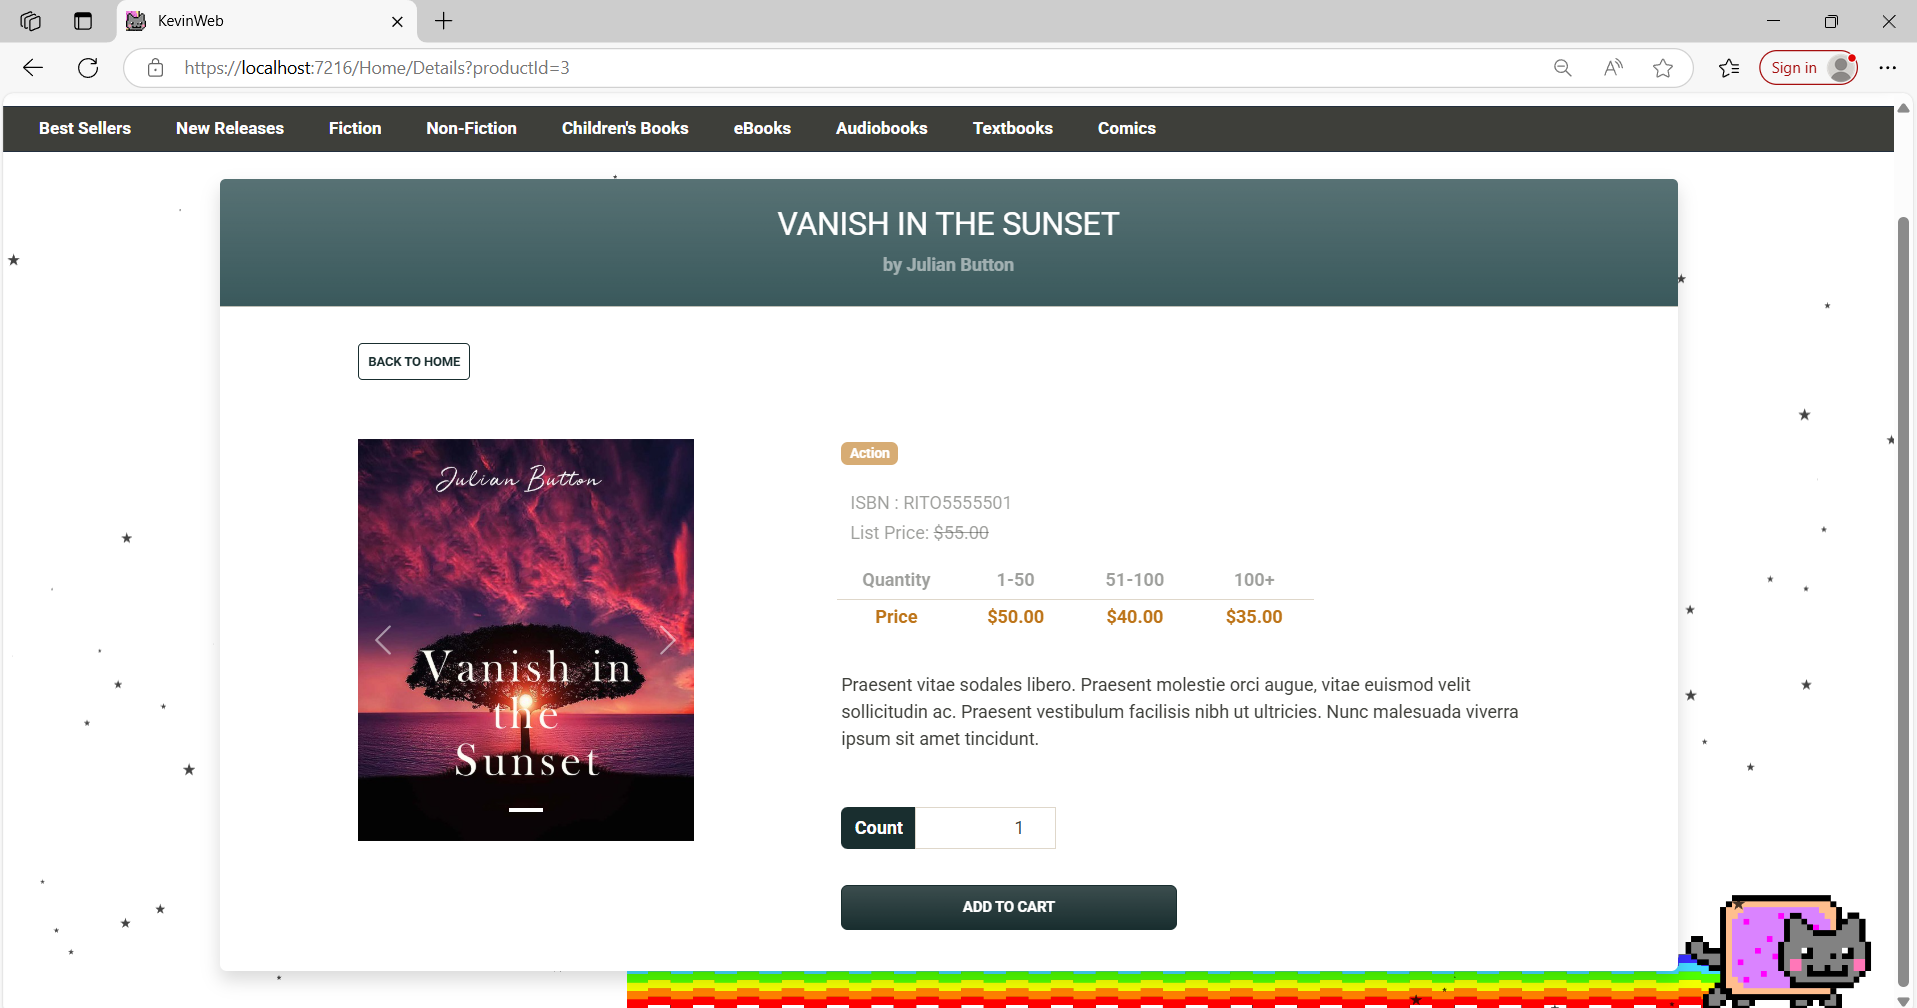 KevinWeb
https://localhost:7216/Home/Details?productId=3
Sign in
Best Sellers New Releases Fiction Non-Fiction Children's Books eBooks Audiobooks Textbooks Comics
VANISH IN THE SUNSET
by Julian Button
BACK TO HOME
Julian Button
Vanish in
the
Sunset
Action
ISBN : RITO5555501
List Price: $55.00
Quantity 1-50 51-100 100+
Price $50.00 $40.00 $35.00
Praesent vitae sodales libero. Praesent molestie orci augue, vitae euismod velit
sollicitudin ac. Praesent vestibulum facilisis nibh ut ultricies. Nunc malesuada viverra
ipsum sit amet tincidunt.
Count 1
ADD TO CART